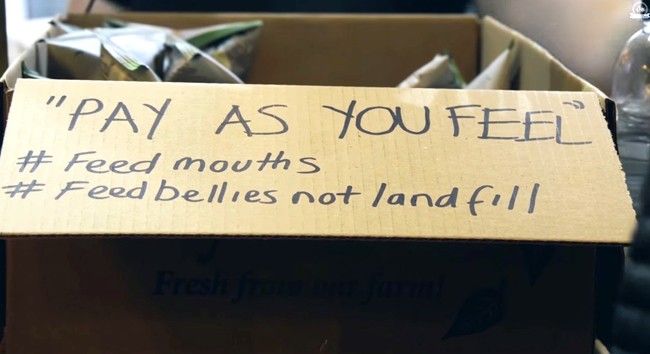 "PAY AS YOU FEEL"
# Feed mouths
# Feed bellies not landfill
Fresh from our farm!